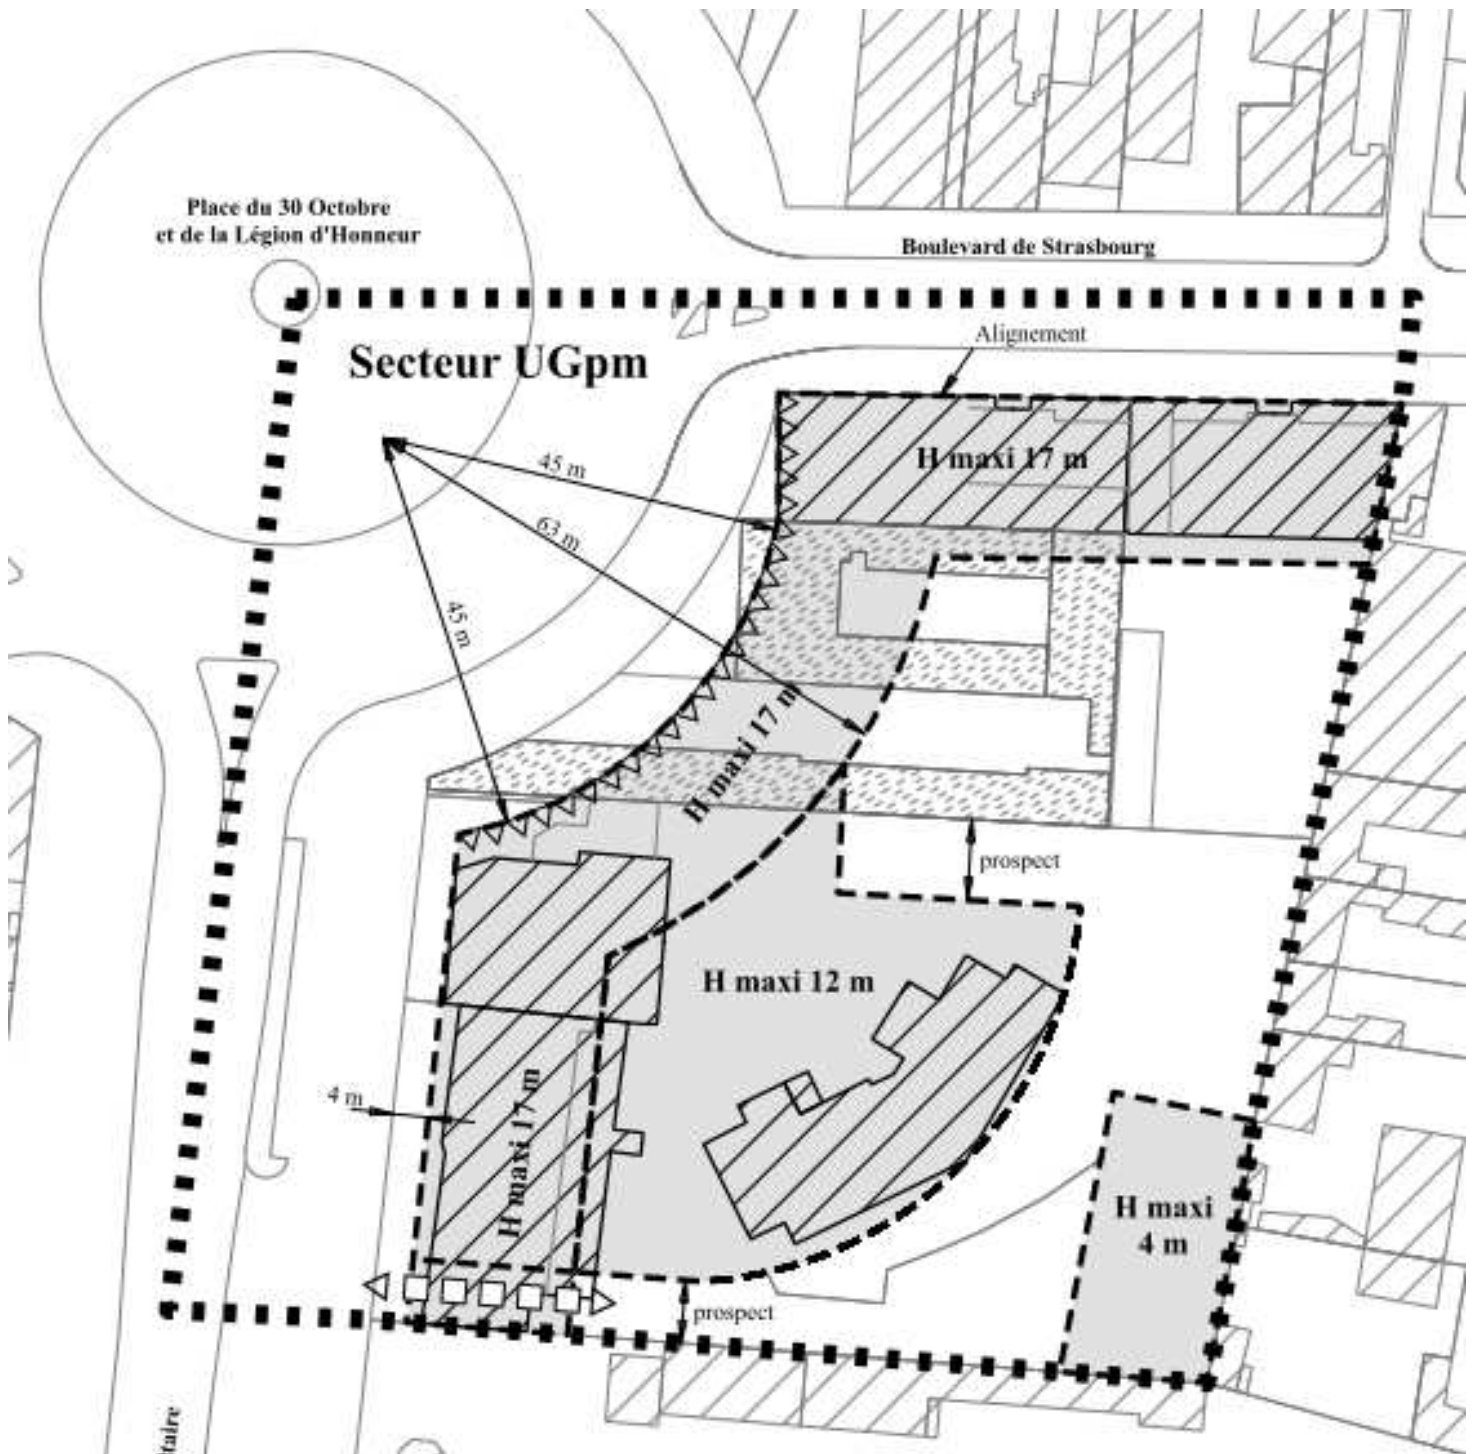 Place du 30 Octobre
et de la Légion d'Honneur
Boulevard de Strasbourg
Alignement
Secteur UGpm
45 m
H maxi 17 m
63 m
45 m
H maxi 17 m
prospect
H maxi 12 m
4 m
H maxi 17 m
H maxi
4 m
prospect
taire